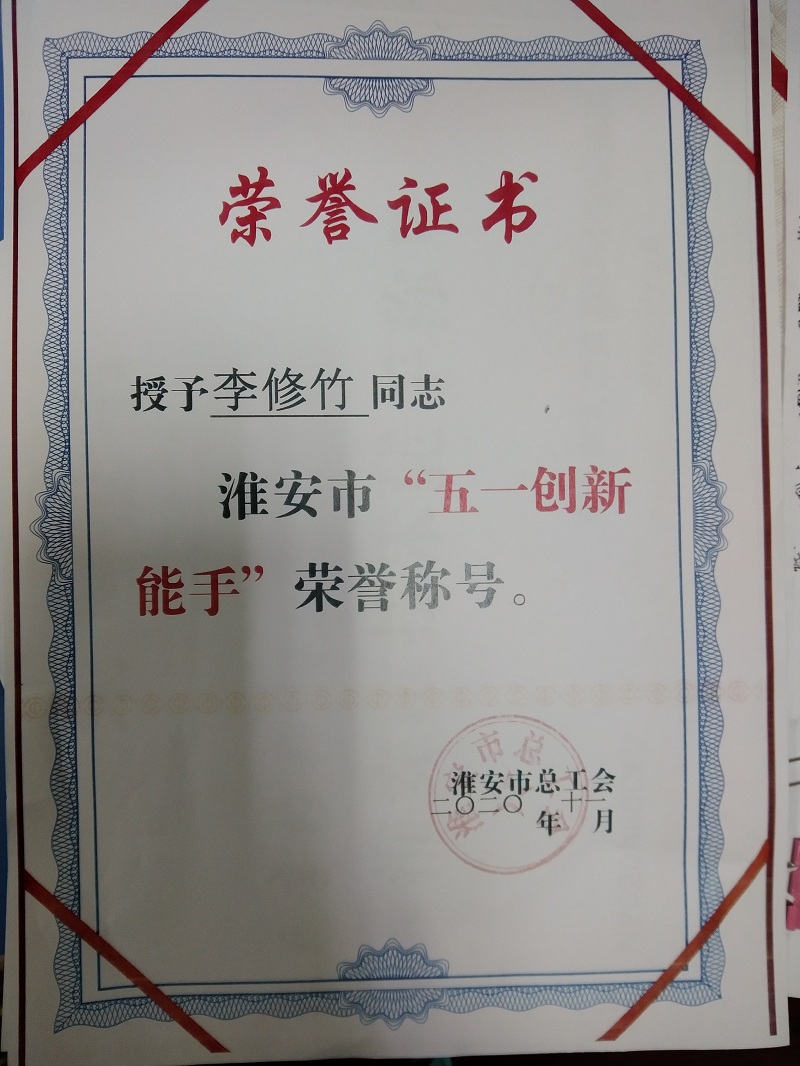 荣誉证书
授予李修竹 同志
淮安市“五一创新
能手”荣誉称号。
淮安市总工会
二〇二〇年十一月